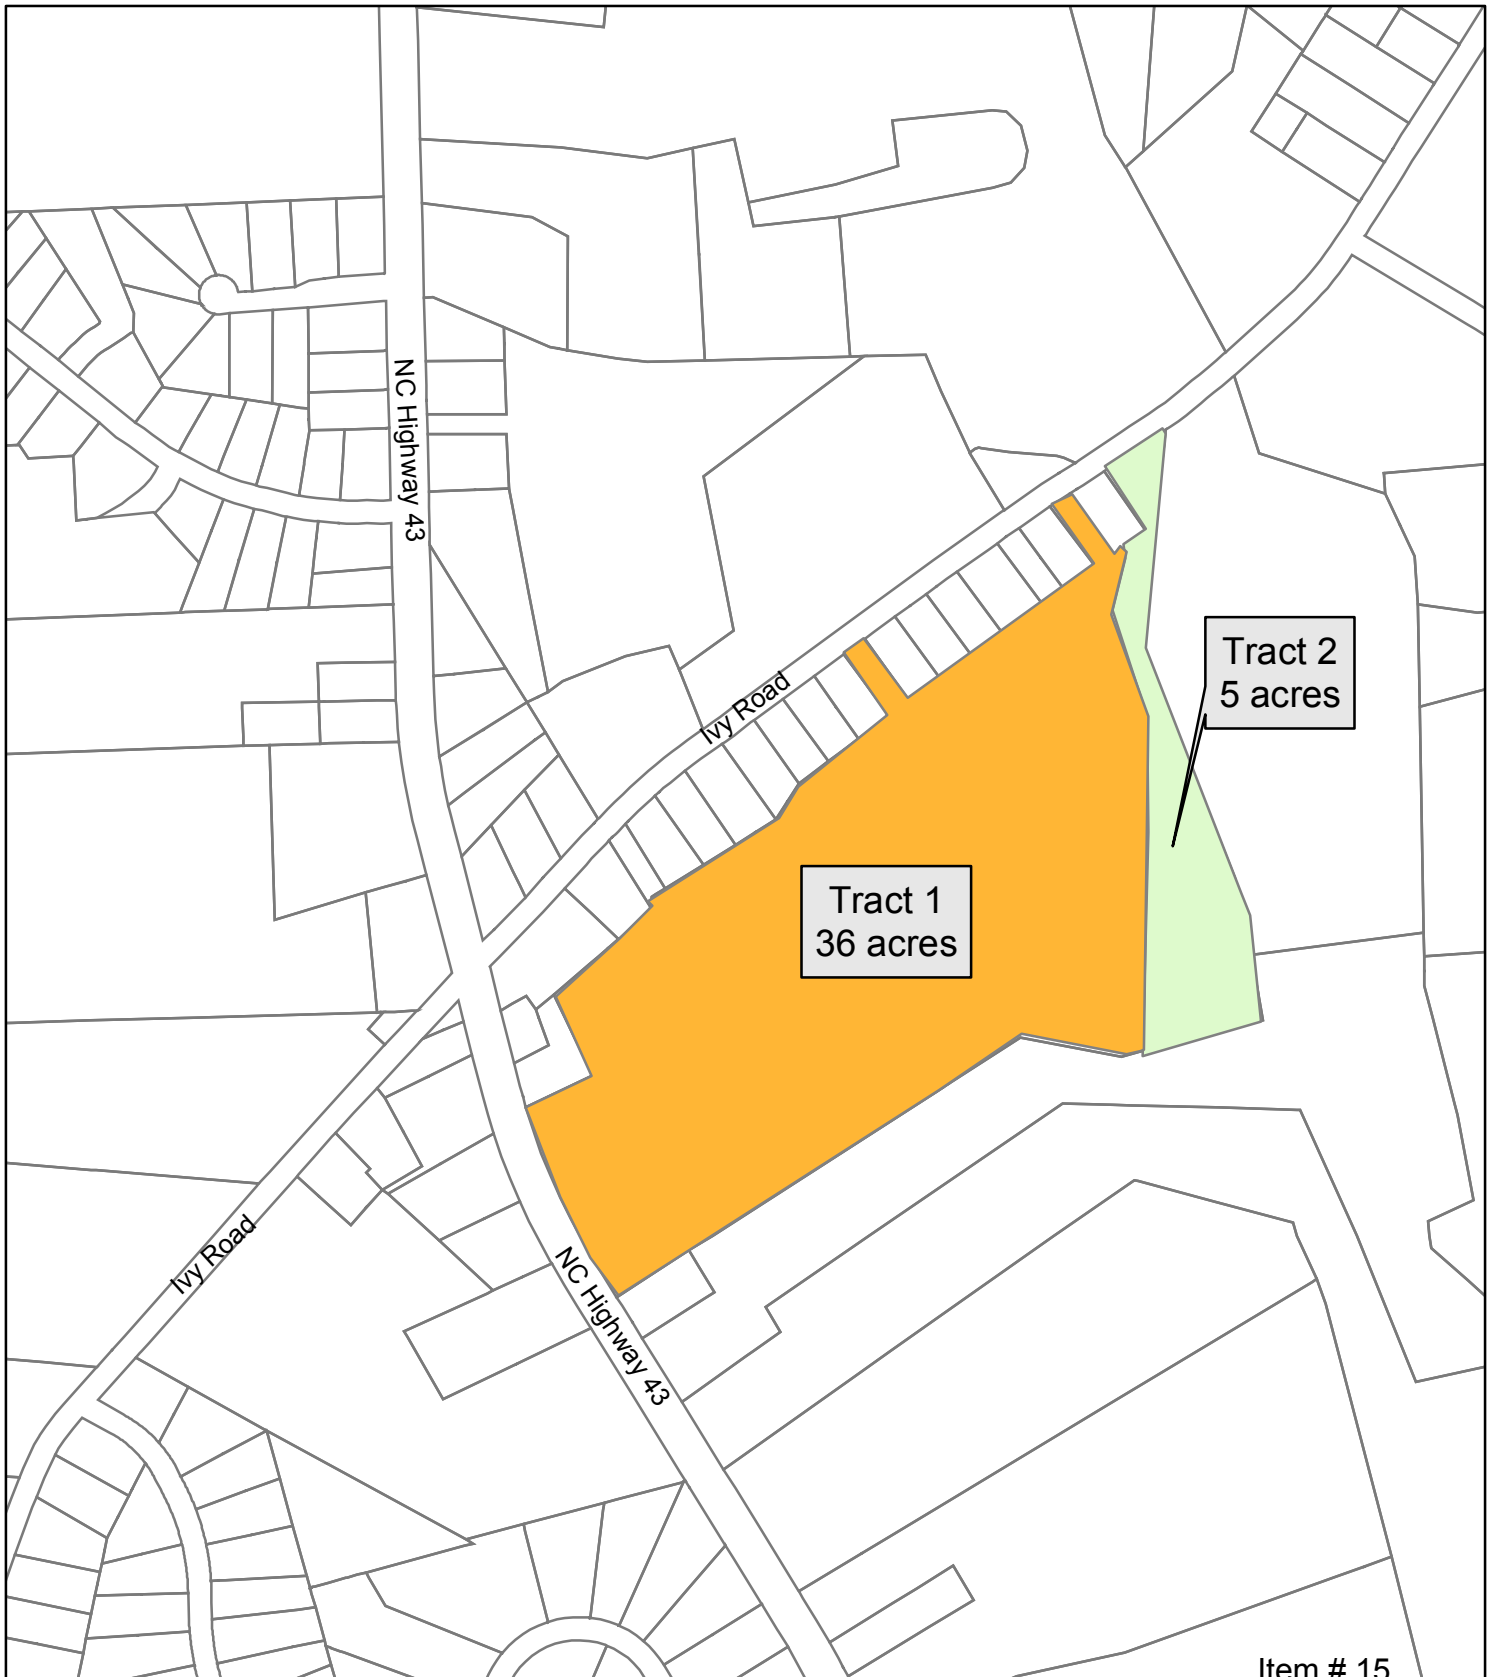 NC Highway 43
Tract 2
5 acres
Ivy Road
Tract 1
36 acres
Ivy Road
NC Highway 43
Item # 15